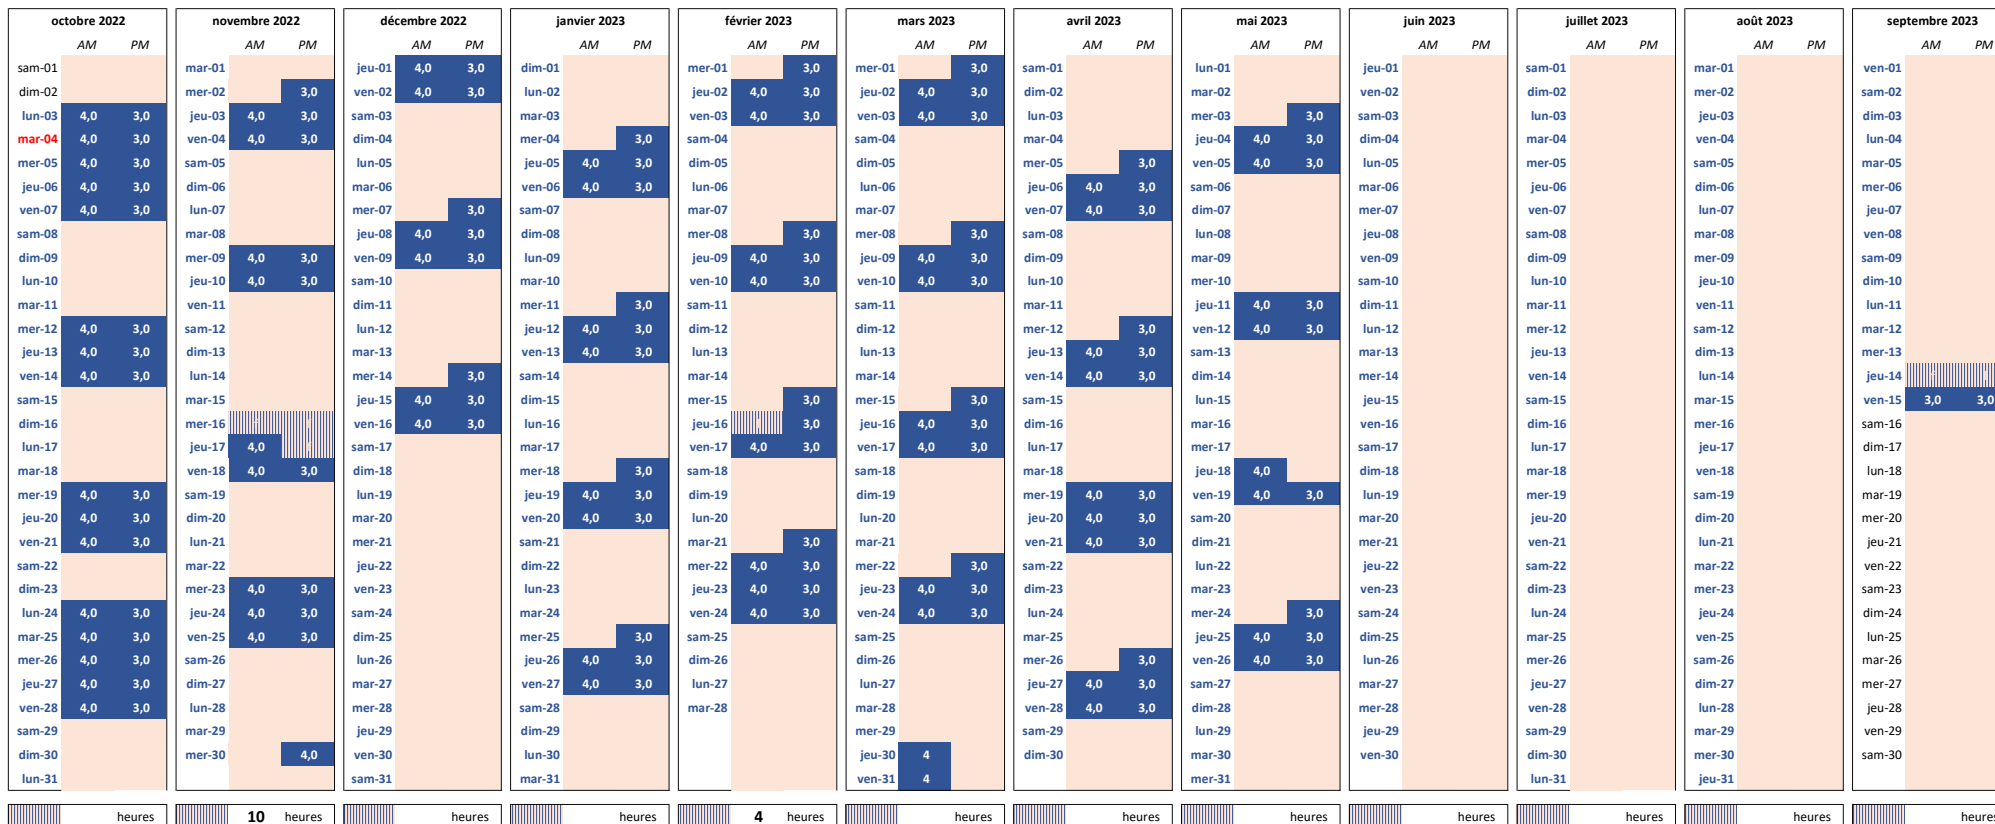 octobre 2022 novembre 2022 décembre 2022 janvier 2023 février 2023 mars 2023 avril 2023 mai 2023 juin 2023 juillet 2023 août 2023 septembre 2023
AM PM AM PM AM PM AM PM AM PM AM PM AM PM AM PM AM PM AM PM AM PM AM PM
sam-01 mar-01 jeu-01 4,0 3,0 dim-01 mer-01 3,0 mer-01 3,0 sam-01 lun-01 jeu-01 sam-01 mar-01 ven-01
dim-02 mer-02 3,0 ven-02 4,0 3,0 lun-02 jeu-02 4,0 3,0 jeu-02 4,0 3,0 dim-02 mar-02 ven-02 dim-02 mer-02 sam-02
lun-03 4,0 3,0 jeu-03 4,0 3,0 sam-03 mar-03 ven-03 4,0 3,0 ven-03 4,0 3,0 lun-03 mer-03 3,0 sam-03 lun-03 jeu-03 dim-03
mar-04 4,0 3,0 ven-04 4,0 3,0 dim-04 mer-04 3,0 sam-04 sam-04 mar-04 jeu-04 4,0 3,0 dim-04 mar-04 ven-04 lun-04
mer-05 4,0 3,0 sam-05 lun-05 jeu-05 4,0 3,0 dim-05 dim-05 mer-05 3,0 ven-05 4,0 3,0 lun-05 mer-05 sam-05 mar-05
jeu-06 4,0 3,0 dim-06 mar-06 ven-06 4,0 3,0 lun-06 lun-06 jeu-06 4,0 3,0 sam-06 mar-06 jeu-06 dim-06 mer-06
ven-07 4,0 3,0 lun-07 mer-07 3,0 sam-07 mar-07 mar-07 ven-07 4,0 3,0 dim-07 mer-07 ven-07 lun-07 jeu-07
sam-08 mar-08 jeu-08 4,0 3,0 dim-08 mer-08 3,0 mer-08 3,0 sam-08 lun-08 jeu-08 sam-08 mar-08 ven-08
dim-09 mer-09 4,0 3,0 ven-09 4,0 3,0 lun-09 jeu-09 4,0 3,0 jeu-09 4,0 3,0 dim-09 mar-09 ven-09 dim-09 mer-09 sam-09
lun-10 jeu-10 4,0 3,0 sam-10 mar-10 ven-10 4,0 3,0 ven-10 4,0 3,0 lun-10 mer-10 sam-10 lun-10 jeu-10 dim-10
mar-11 ven-11 dim-11 mer-11 3,0 sam-11 sam-11 mar-11 jeu-11 4,0 3,0 dim-11 mar-11 ven-11 lun-11
mer-12 4,0 3,0 sam-12 lun-12 jeu-12 4,0 3,0 dim-12 dim-12 mer-12 3,0 ven-12 4,0 3,0 lun-12 mer-12 sam-12 mar-12
jeu-13 4,0 3,0 dim-13 mar-13 ven-13 4,0 3,0 lun-13 lun-13 jeu-13 4,0 3,0 sam-13 mar-13 jeu-13 dim-13 mer-13
ven-14 4,0 3,0 lun-14 mer-14 3,0 sam-14 mar-14 mar-14 ven-14 4,0 3,0 dim-14 mer-14 ven-14 lun-14 jeu-14
sam-15 mar-15 jeu-15 4,0 3,0 dim-15 mer-15 3,0 mer-15 3,0 sam-15 lun-15 jeu-15 sam-15 mar-15 ven-15 3,0 3,0
dim-16 mer-16 ven-16 4,0 3,0 lun-16 jeu-16 3,0 jeu-16 4,0 3,0 dim-16 mar-16 ven-16 dim-16 mer-16 sam-16
lun-17 jeu-17 4,0 sam-17 mar-17 ven-17 4,0 3,0 ven-17 4,0 3,0 lun-17 mer-17 sam-17 lun-17 jeu-17 dim-17
mar-18 ven-18 4,0 3,0 dim-18 mer-18 3,0 sam-18 sam-18 mar-18 jeu-18 4,0 dim-18 mar-18 ven-18 lun-18
mer-19 4,0 3,0 sam-19 lun-19 jeu-19 4,0 3,0 dim-19 dim-19 mer-19 4,0 3,0 ven-19 4,0 3,0 lun-19 mer-19 sam-19 mar-19
jeu-20 4,0 3,0 dim-20 mar-20 ven-20 4,0 3,0 lun-20 lun-20 jeu-20 4,0 3,0 sam-20 mar-20 jeu-20 dim-20 mer-20
ven-21 4,0 3,0 lun-21 mer-21 sam-21 mar-21 3,0 mar-21 ven-21 4,0 3,0 dim-21 mer-21 ven-21 lun-21 jeu-21
sam-22 mar-22 jeu-22 dim-22 mer-22 4,0 3,0 mer-22 3,0 sam-22 lun-22 jeu-22 sam-22 mar-22 ven-22
dim-23 mer-23 4,0 3,0 ven-23 lun-23 jeu-23 4,0 3,0 jeu-23 4,0 3,0 dim-23 mar-23 ven-23 dim-23 mer-23 sam-23
lun-24 4,0 3,0 jeu-24 4,0 3,0 sam-24 mar-24 ven-24 4,0 3,0 ven-24 4,0 3,0 lun-24 mer-24 3,0 sam-24 lun-24 jeu-24 dim-24
mar-25 4,0 3,0 ven-25 4,0 3,0 dim-25 mer-25 3,0 sam-25 sam-25 mar-25 jeu-25 4,0 3,0 dim-25 mar-25 ven-25 lun-25
mer-26 4,0 3,0 sam-26 lun-26 jeu-26 4,0 3,0 dim-26 dim-26 mer-26 3,0 ven-26 4,0 3,0 lun-26 mer-26 sam-26 mar-26
jeu-27 4,0 3,0 dim-27 mar-27 ven-27 4,0 3,0 lun-27 lun-27 jeu-27 4,0 3,0 sam-27 mar-27 jeu-27 dim-27 mer-27
ven-28 4,0 3,0 lun-28 mer-28 sam-28 mar-28 mar-28 ven-28 4,0 3,0 dim-28 mer-28 ven-28 lun-28 jeu-28
sam-29 mar-29 jeu-29 dim-29 mer-29 sam-29 lun-29 jeu-29 sam-29 mar-29 ven-29
dim-30 mer-30 4,0 ven-30 lun-30 jeu-30 4 dim-30 mar-30 ven-30 dim-30 mer-30 sam-30
lun-31 sam-31 mar-31 ven-31 4 mer-31 lun-31 jeu-31
heures 10 heures heures heures 4 heures heures heures heures heures heures heures heures